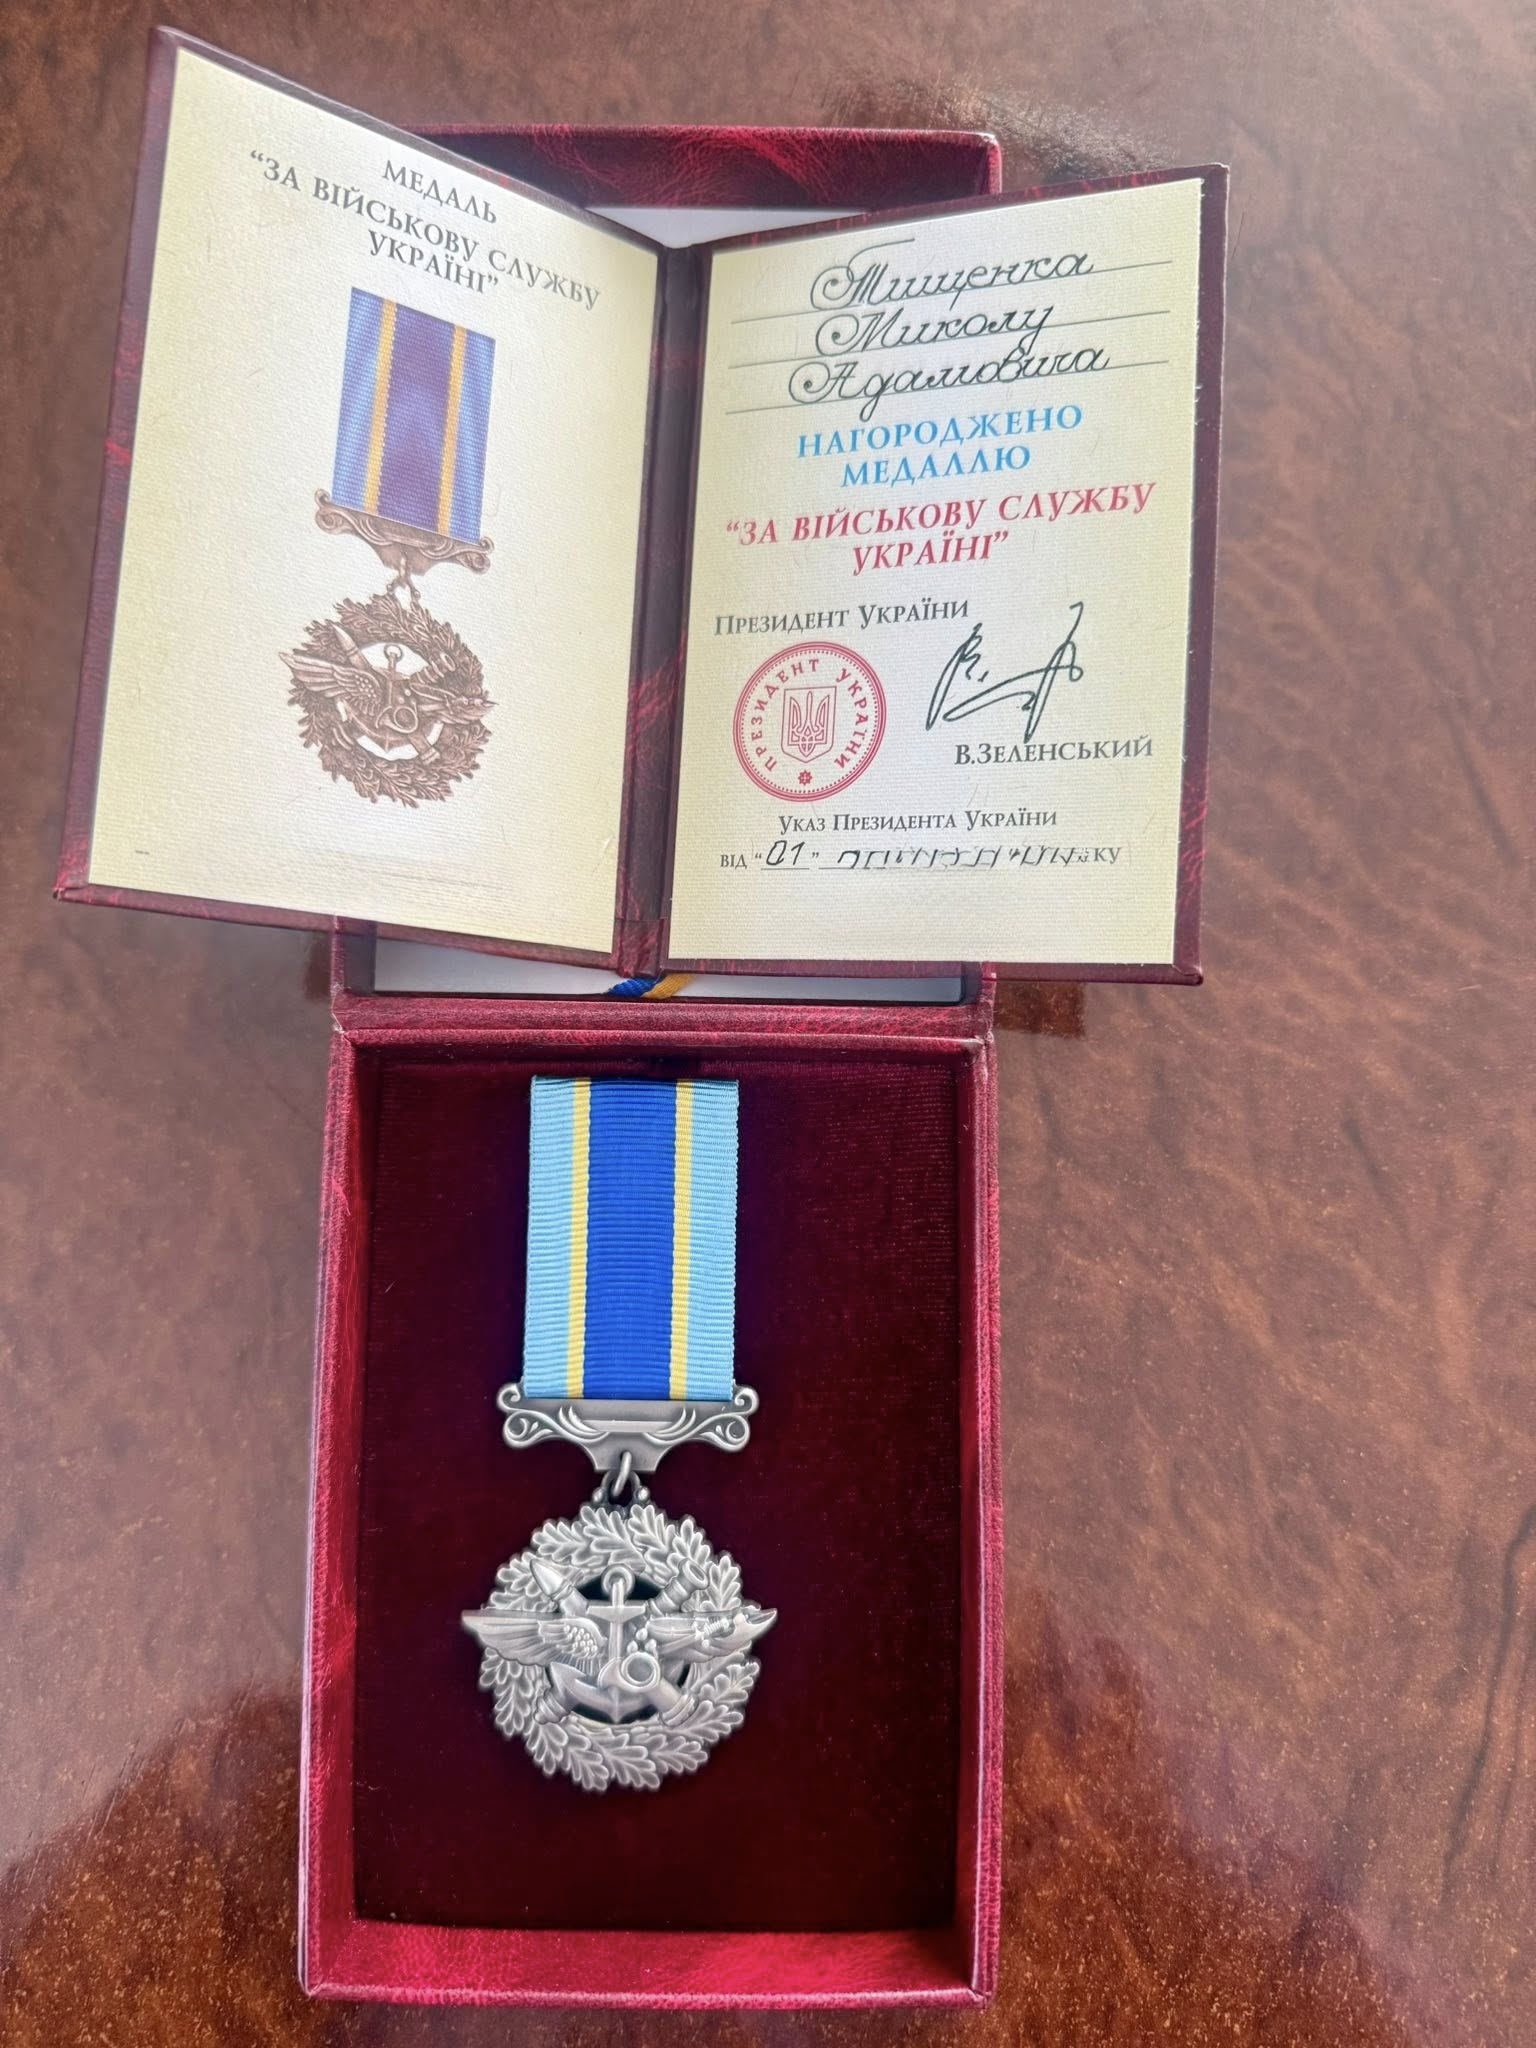 МЕДАЛЬ
“ЗА ВІЙСЬКОВУ СЛУЖБУ
УКРАЇНІ”
Тищенка
Миколу
Адамовича
НАГОРОДЖЕНО
МЕДАЛЛЮ
“ЗА ВІЙСЬКОВУ СЛУЖБУ
УКРАЇНІ”
ПРЕЗИДЕНТ УКРАЇНИ
ПРЕЗИДЕНТ УКРАЇНИ
В.ЗЕЛЕНСЬКИЙ
УКАЗ ПРЕЗИДЕНТА УКРАЇНИ
ВІД “01”